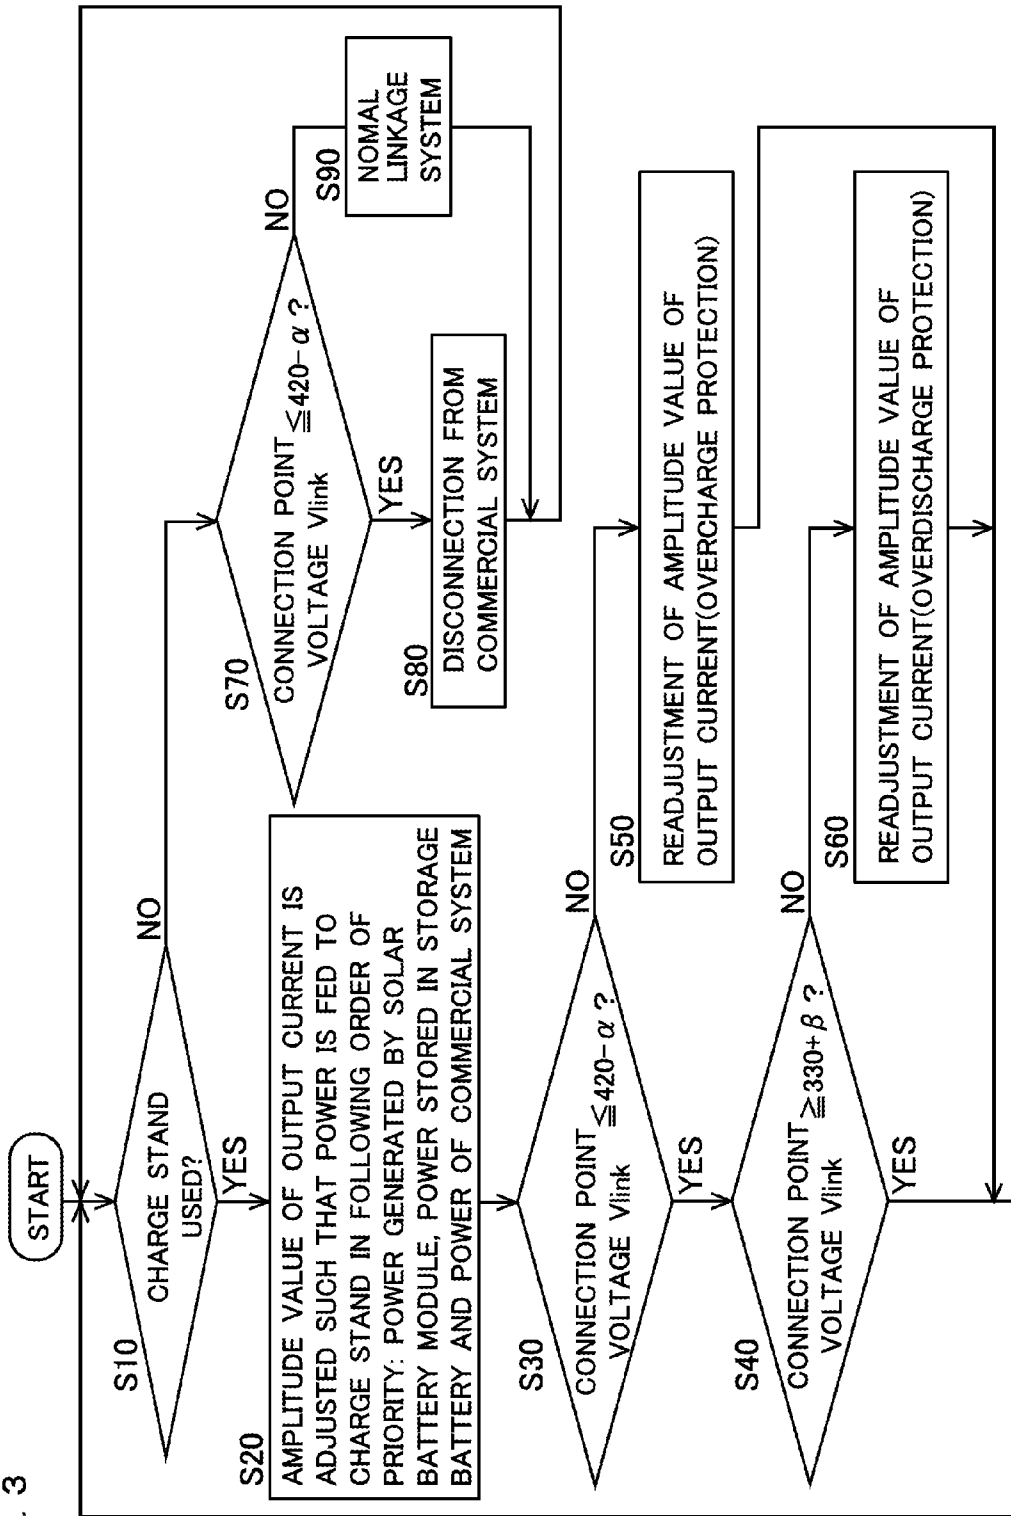 . 3
START
S10
CHARGE STAND
USED?
NO
YES
S20
AMPLITUDE VALUE OF OUTPUT CURRENT IS
ADJUSTED SUCH THAT POWER IS FED TO
CHARGE STAND IN FOLLOWING ORDER OF
PRIORITY: POWER GENERATED BY SOLAR
BATTERY MODULE, POWER STORED IN STORAGE
BATTERY AND POWER OF COMMERCIAL SYSTEM
S30
CONNECTION POINT
VOLTAGE Vlink
≦420-α ?
NO
YES
S40
CONNECTION POINT
VOLTAGE Vlink
≧330+β ?
NO
YES
S50
READJUSTMENT OF AMPLITUDE VALUE OF
OUTPUT CURRENT(OVERCHARGE PROTECTION)
S60
READJUSTMENT OF AMPLITUDE VALUE OF
OUTPUT CURRENT(OVERDISCHARGE PROTECTION)
S70
CONNECTION POINT
VOLTAGE Vlink
≦420-α ?
NO
YES
S80
DISCONNECTION FROM
COMMERCIAL SYSTEM
S90
NOMAL
LINKAGE
SYSTEM